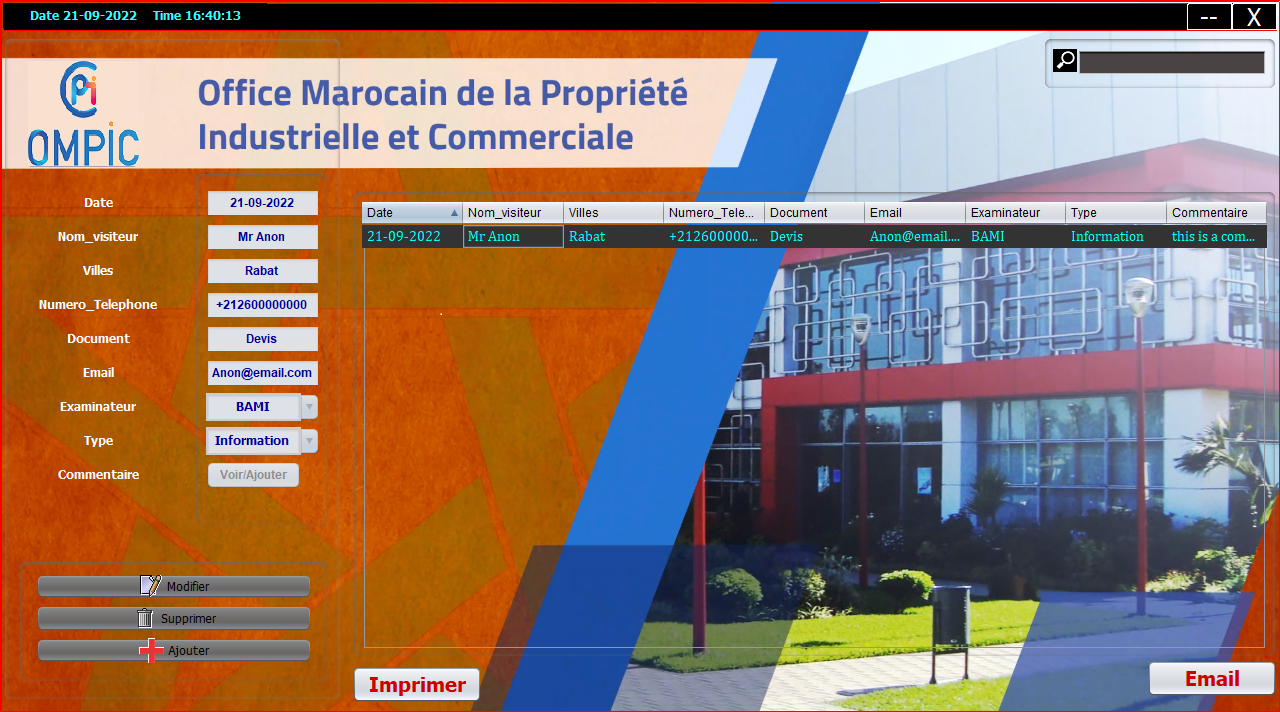 Date 21-09-2022 Time 16:40:13
-- X
OMPIC
Office Marocain de la Propriété
Industrielle et Commerciale
Date 21-09-2022
Nom_visiteur Mr Anon
Villes Rabat
Numero_Telephone +212600000000
Document Devis
Email Anon@email.com
Examinateur BAMI
Type Information
Commentaire Voir/Ajouter
Date Nom_visiteur Villes Numero_Tele... Document Email Examinateur Type Commentaire
21-09-2022 Mr Anon Rabat +212600000... Devis Anon@email.... BAMI Information this is a com...
Modifier
Supprimer
Ajouter
Imprimer
Email